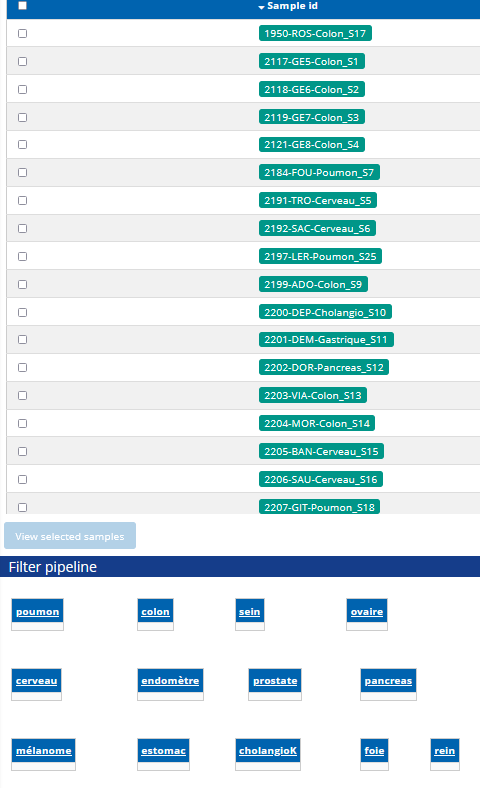 Sample id
1950-ROS-Colon_S17
2117-GE5-Colon_S1
2118-GE6-Colon_S2
2119-GE7-Colon_S3
2121-GE8-Colon_S4
2184-FOU-Poumon_S7
2191-TRO-Cerveau_S5
2192-SAC-Cerveau_S6
2197-LER-Poumon_S25
2199-ADO-Colon_S9
2200-DEP-Cholangio_S10
2201-DEM-Gastrique_S11
2202-DOR-Pancreas_S12
2203-VIA-Colon_S13
2204-MOR-Colon_S14
2205-BAN-Cerveau_S15
2206-SAU-Cerveau_S16
2207-GIT-Poumon_S18
View selected samples
Filter pipeline
poumon colon sein ovaire
cerveau endomètre prostate pancreas
mélanome estomac cholangioK foie rein